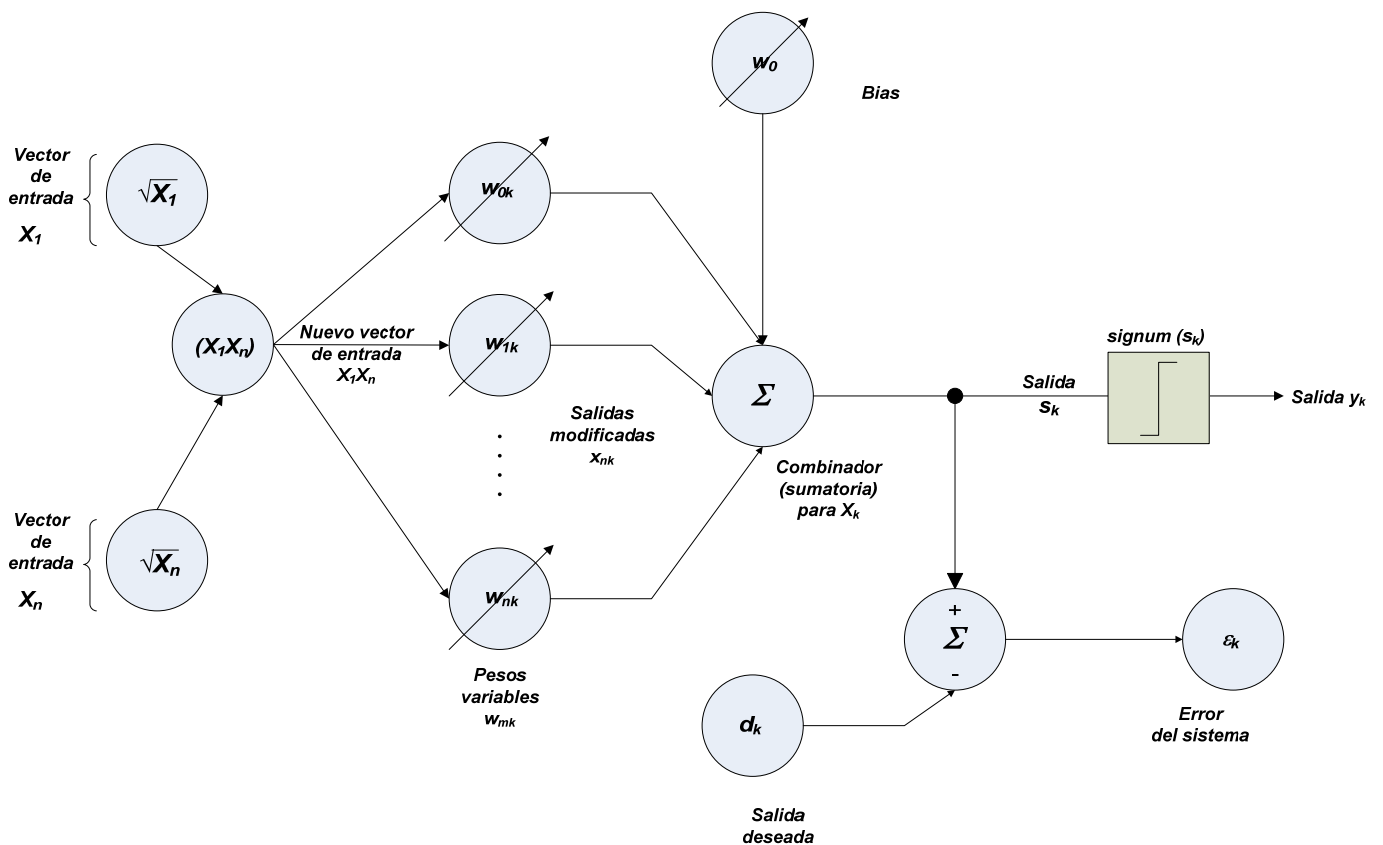 w₀
Bias
Vector
de
entrada
X₁
√X₁
w₀ₖ
(X₁Xₙ)
Nuevo vector
de entrada
X₁Xₙ
w₁ₖ
Salidas
modificadas
xₙₖ
Σ
Combinador
(sumatoria)
para Xₖ
Salida
sₖ
signum (sₖ)
Salida yₖ
Vector
de
entrada
Xₙ
√Xₙ
wₙₖ
Pesos
variables
wₘₖ
+
Σ
-
εₖ
Error
del sistema
dₖ
Salida
deseada